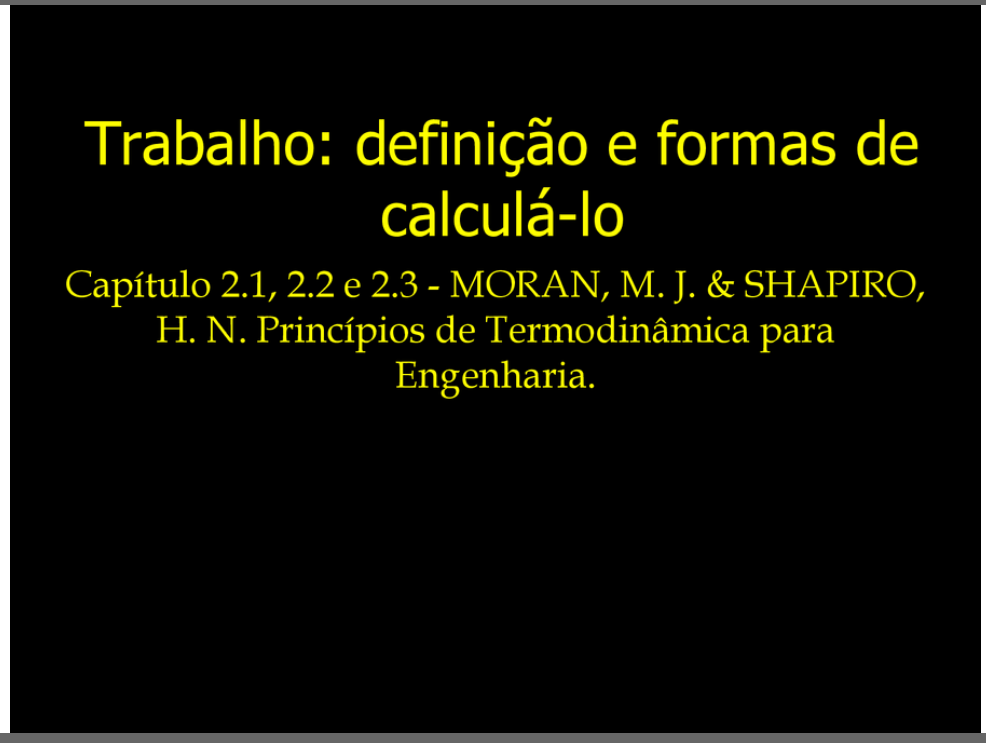 Trabalho: definição e formas de
calculá-lo
Capítulo 2.1, 2.2 e 2.3 - MORAN, M. J. & SHAPIRO,
H. N. Princípios de Termodinâmica para
Engenharia.